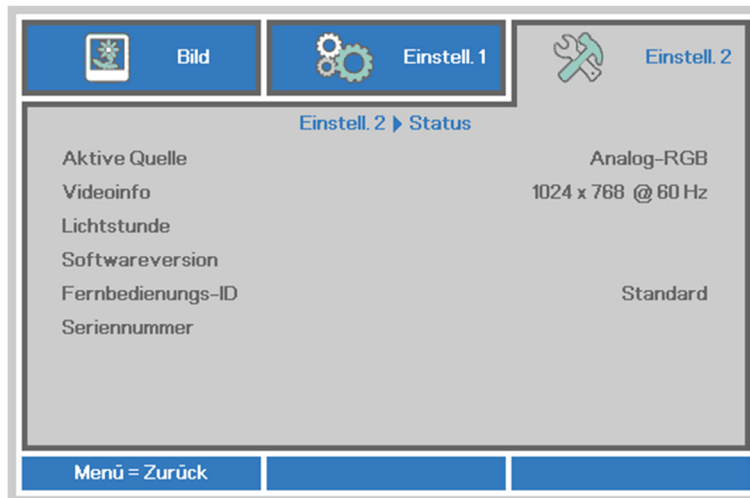 Bild
Einstell. 1
Einstell. 2
Einstell. 2 ▶ Status
Aktive Quelle Analog-RGB
Videoinfo 1024 x 768 @ 60 Hz
Lichtstunde
Softwareversion
Fernbedienungs-ID Standard
Seriennummer
Menü = Zurück